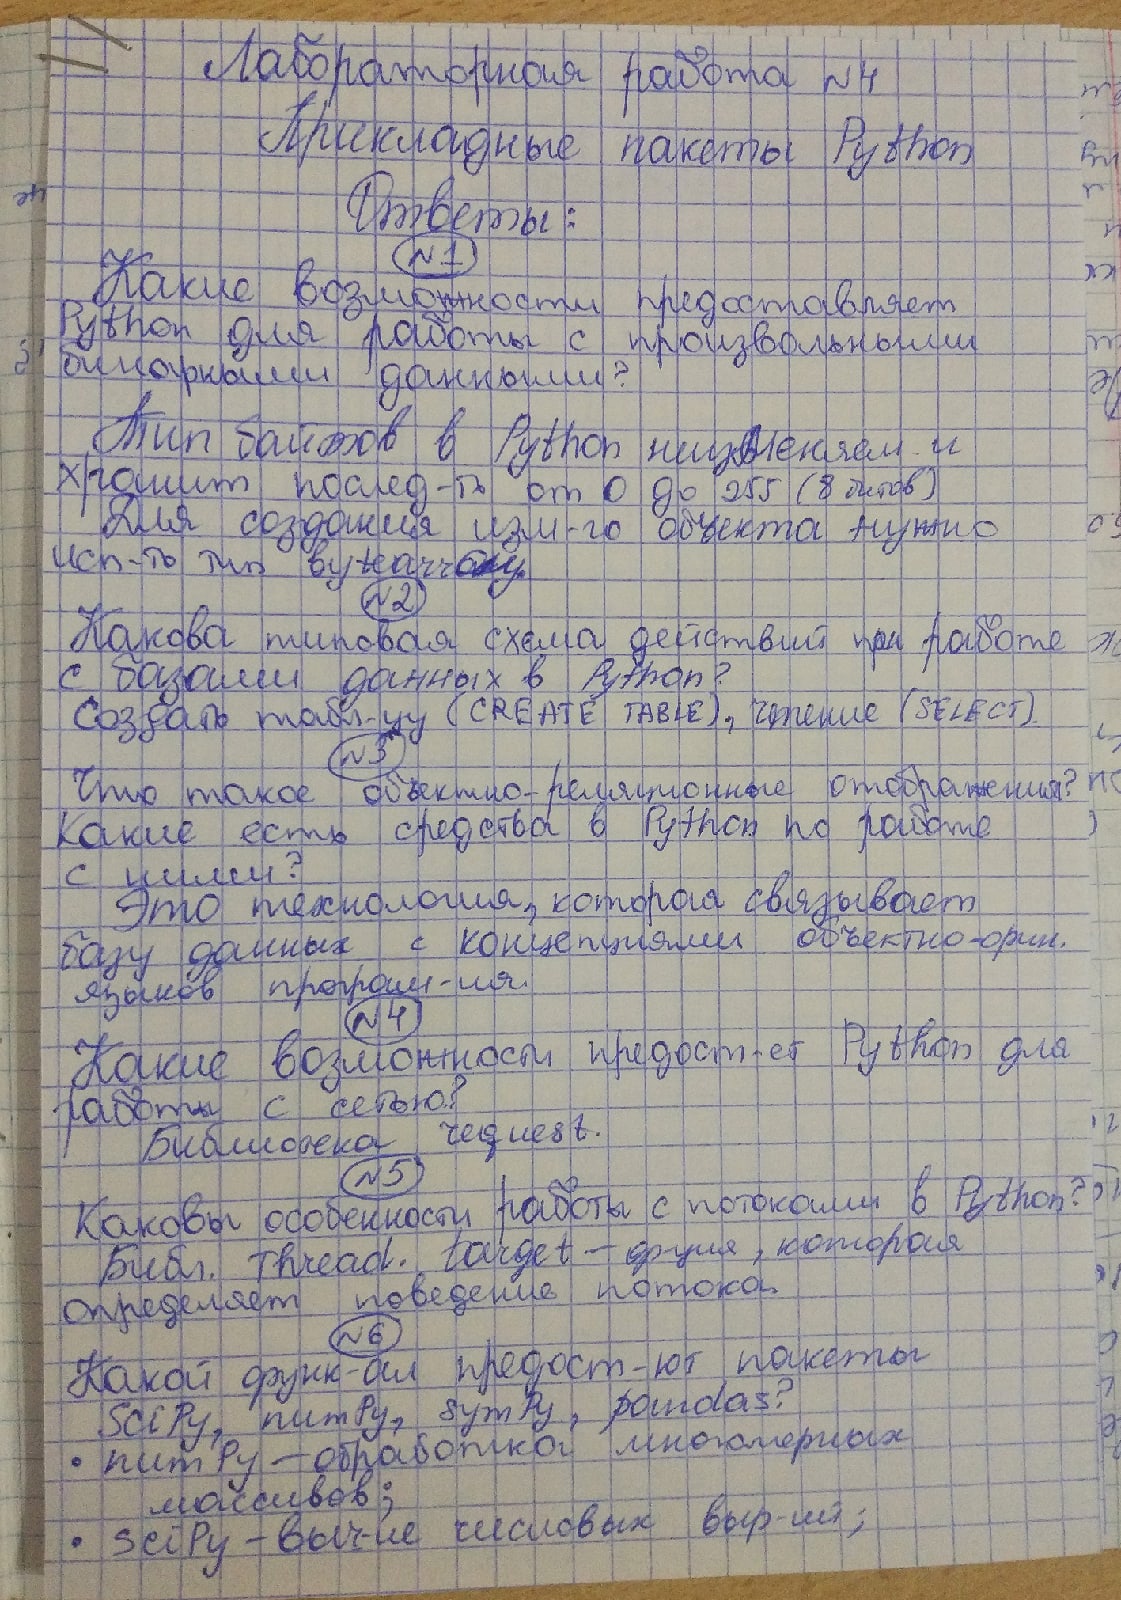 Лабораторная работа №4
Прикладные пакеты Python
Ответы:
№1
Какие возможности предоставляет
Python для работы с произвольными
бинарными данными?
Тип байтов в Python неизменяем и
хранит послед-ть от 0 до 255 (8 битов)
Для создания изм-го объекта нужно
исп-ть тип bytearray
№2
Какова типовая схема действий при работе
с базами данных в Python?
Создать табл-цу (CREATE TABLE), чтение (SELECT)
№3
Что такое объектно-реляционные отображения?
Какие есть средства в Python по работе
с ними?
Это технология, которая связывает
базу данных с концепциями объектно-ориен.
языков програм-ия.
№4
Какие возможности предост-ет Python для
работы с сетью?
Библиотека request.
№5
Каковы особенности работы с потоками в Python?
Библ. Thread. target – ф-ция, которая
определяет поведение потока.
№6
Какой функ-ал предост-ют пакеты
SciPy, numPy, symPy, pandas?
• numPy – обработка многомерных
массивов;
• sciPy – выч-ие числовых выр-ий;